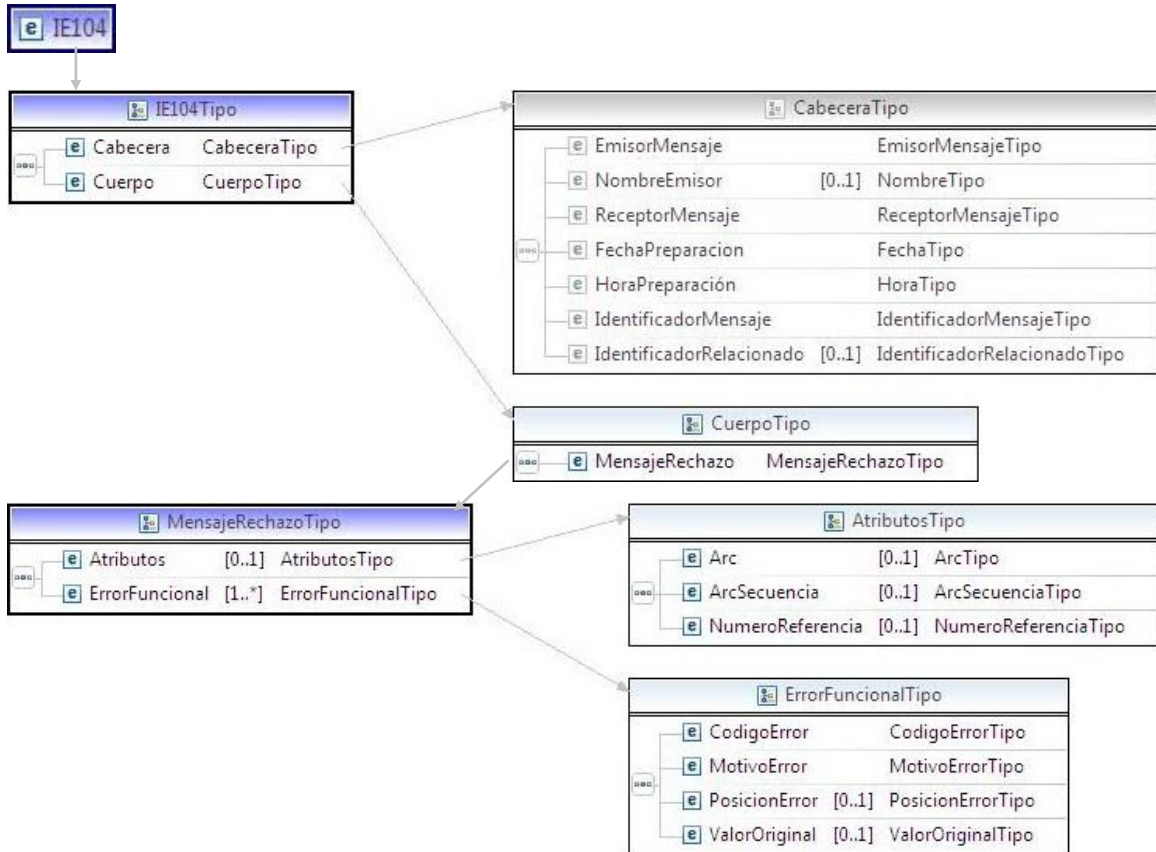 e IE104
IE104Tipo
e Cabecera CabeceraTipo
e Cuerpo CuerpoTipo
CabeceraTipo
e EmisorMensaje EmisorMensajeTipo
e NombreEmisor [0..1] NombreTipo
e ReceptorMensaje ReceptorMensajeTipo
e FechaPreparacion FechaTipo
e HoraPreparación HoraTipo
e IdentificadorMensaje IdentificadorMensajeTipo
e IdentificadorRelacionado [0..1] IdentificadorRelacionadoTipo
CuerpoTipo
e MensajeRechazo MensajeRechazoTipo
MensajeRechazoTipo
e Atributos [0..1] AtributosTipo
e ErrorFuncional [1..*] ErrorFuncionalTipo
AtributosTipo
e Arc [0..1] ArcTipo
e ArcSecuencia [0..1] ArcSecuenciaTipo
e NumeroReferencia [0..1] NumeroReferenciaTipo
ErrorFuncionalTipo
e CodigoError CodigoErrorTipo
e MotivoError MotivoErrorTipo
e PosicionError [0..1] PosicionErrorTipo
e ValorOriginal [0..1] ValorOriginalTipo